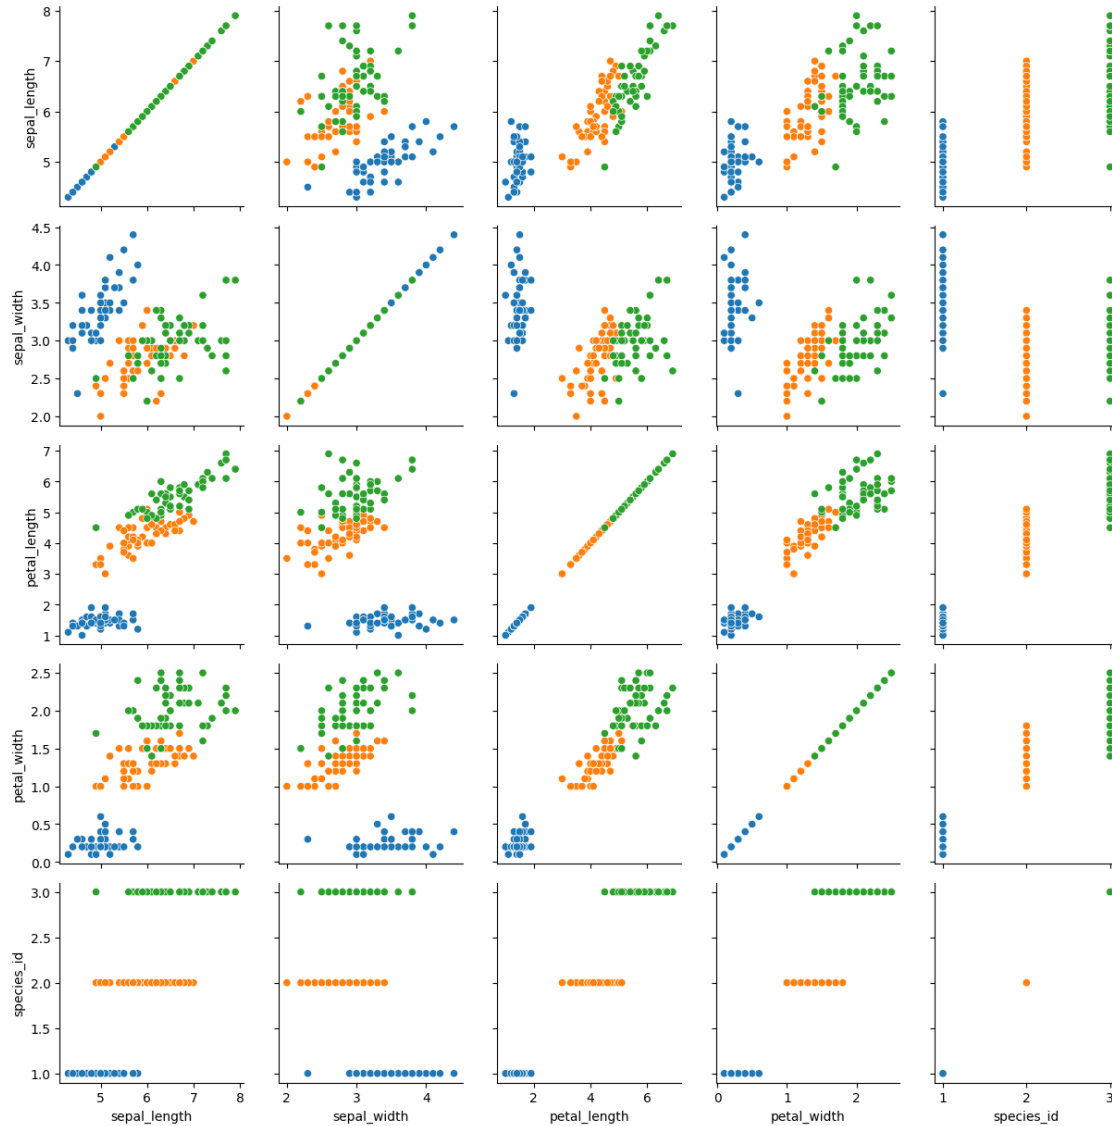 8
7
6
5
sepal_length
4.5
4.0
3.5
3.0
2.5
2.0
sepal_width
7
6
5
4
3
2
1
petal_length
2.5
2.0
1.5
1.0
0.5
0.0
petal_width
3.0
2.5
2.0
1.5
1.0
species_id
5 6 7 8
2 3 4
2 4 6
0 1 2
1 2 3
sepal_length sepal_width petal_length petal_width species_id